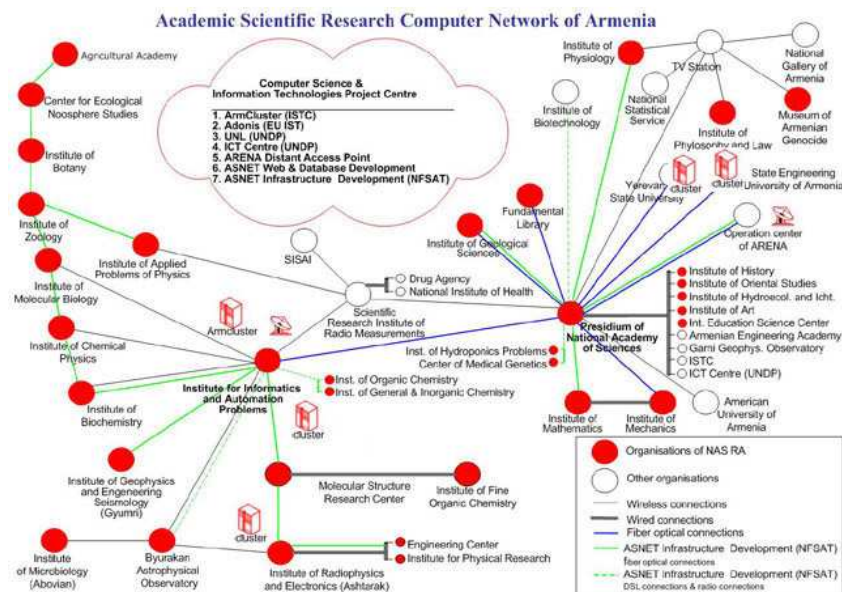 Academic Scientific Research Computer Network of Armenia
Agricultural Academy
Center for Ecological
Noosphere Studies
Institute of
Botany
Institute of
Zoology
Institute of Applied
Problems of Physics
Institute of
Molecular Biology
Institute of Chemical
Physics
Institute of
Biochemistry
Computer Science &
Information Technologies Project Centre
1. ArmCluster (ISTC)
2. Adonis (EU IST)
3. UNL (UNDP)
4. ICT Centre (UNDP)
5. ARENA Distant Access Point
6. ASNET Web & Database Development
7. ASNET Infrastructure Development (NFSAT)
Institute of
Physiology
TV Station
National
Gallery of
Armenia
National
Statistical
Service
Institute of
Biotechnology
Institute of
Phylosophy and Law
Museum of
Armenian
Genocide
Yerevan
State University
cluster
cluster
State Engineering
University of Armenia
Fundamental
Library
Institute of Geological
Sciences
Operation center
of ARENA
SISAI
Drug Agency
National Institute of Health
Scientific
Research Institute of
Radio Measurements
Armcluster
Institute for Informatics
and Automation
Problems
Presidium of
National Academy
of Sciences
Institute of History
Institute of Oriental Studies
Institute of Hydroecol. and Icht.
Institute of Art
Int. Education Science Center
Armenian Engineering Academy
Garni Geophys. Observatory
ISTC
ICT Centre (UNDP)
Inst. of Hydroponics Problems
Center of Medical Genetics
Inst. of Organic Chemistry
Inst. of General & Inorganic Chemistry
cluster
Institute of
Mathematics
Institute of
Mechanics
American
University of
Armenia
Institute of Geophysics
and Engeneering
Seismology
(Gyumri)
Molecular Structure
Research Center
Institute of Fine
Organic Chemistry
cluster
Engineering Center
Institute for Physical Research
Institute
of Microbiology
(Abovian)
Byurakan
Astrophysical
Observatory
Institute of Radiophysics
and Electronics (Ashtarak)
Organisations of NAS RA
Other organisations
Wireless connections
Wired connections
Fiber optical connections
ASNET Infrastructure Development (NFSAT)
fiber optical connections
ASNET Infrastructure Development (NFSAT)
DSL connections & radio connections